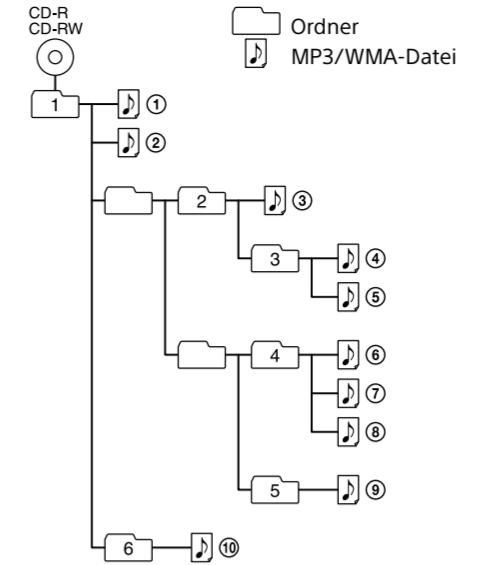 CD-R
CD-RW
Ordner
MP3/WMA-Datei
1 ①
②
2 ③
3 ④
⑤
4 ⑥
⑦
⑧
5 ⑨
6 ⑩